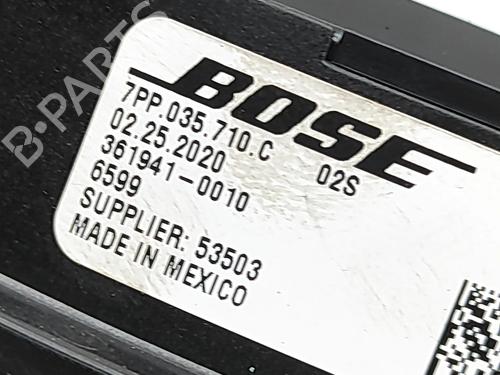 BOSE
7PP.035.710.C 02S
02.25.2020
361941-0010
6599
SUPPLIER: 53503
MADE IN MEXICO
B-PARTS